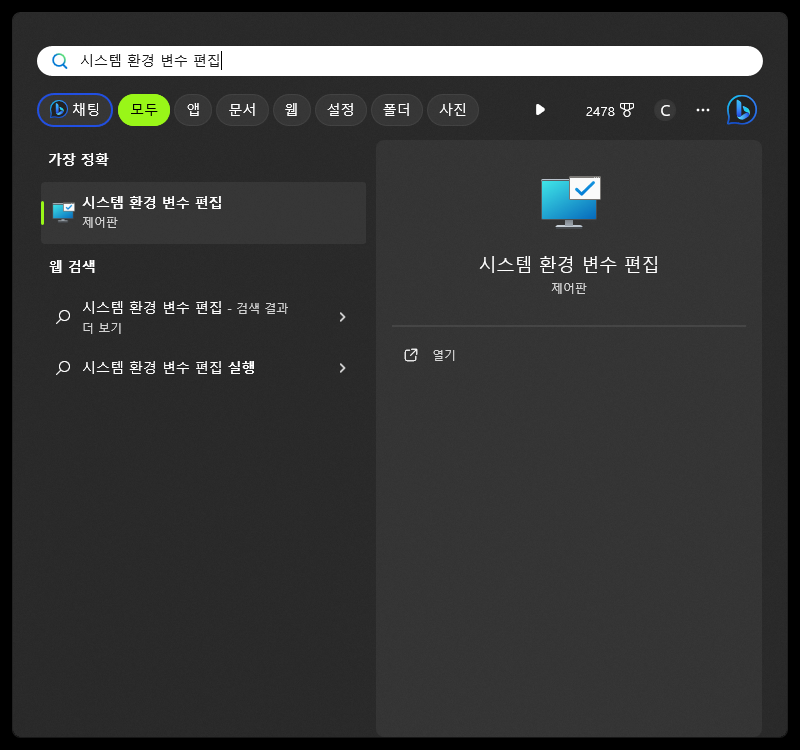 시스템 환경 변수 편집
채팅 모두 앱 문서 웹 설정 폴더 사진 2478 C
가장 정확
시스템 환경 변수 편집
제어판
웹 검색
시스템 환경 변수 편집 - 검색 결과
더 보기
시스템 환경 변수 편집 실행
시스템 환경 변수 편집
제어판
열기